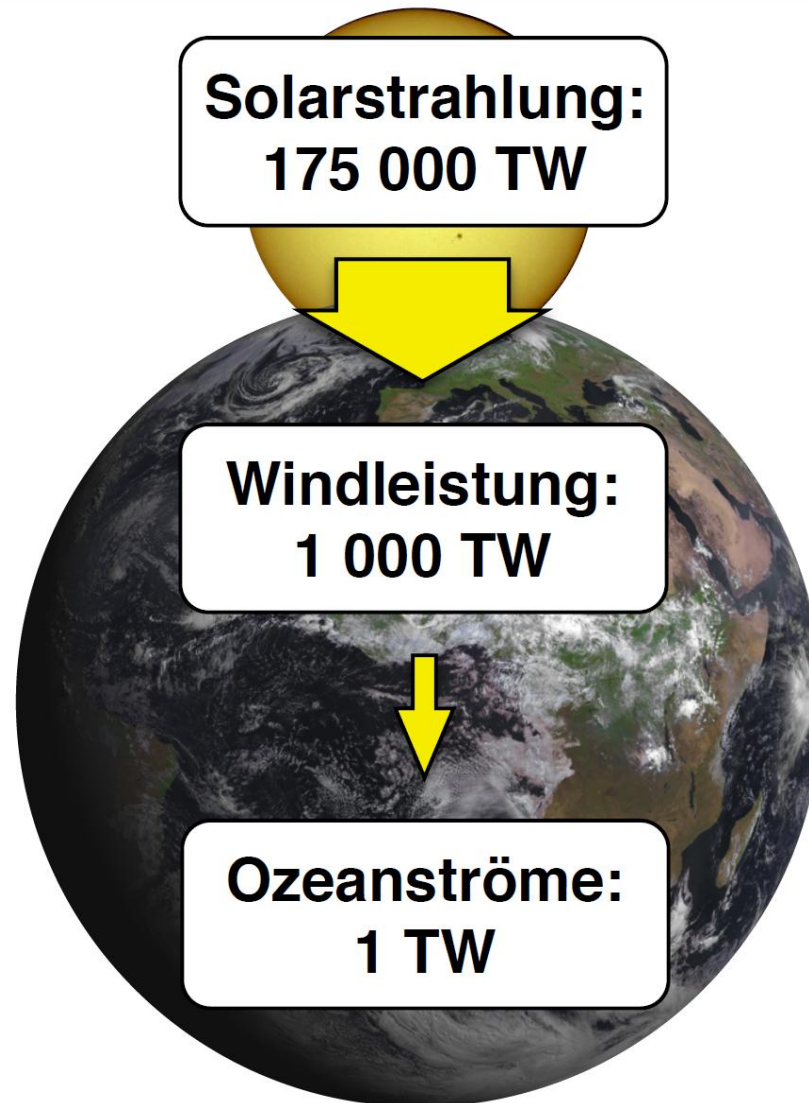 Solarstrahlung:
175 000 TW
Windleistung:
1 000 TW
Ozeanströme:
1 TW